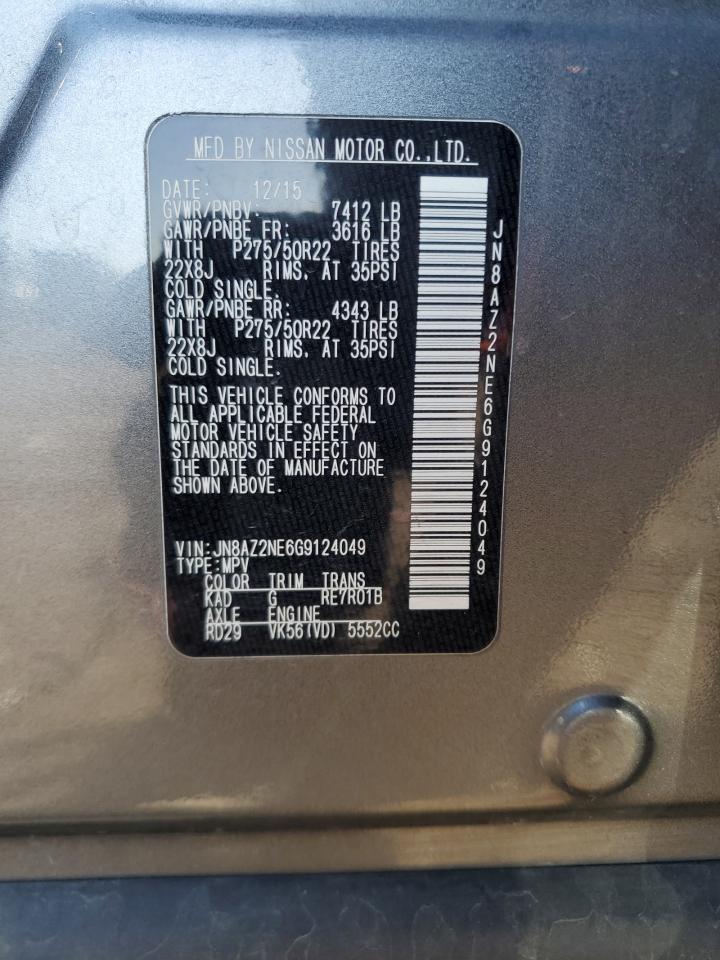 MFD BY NISSAN MOTOR CO.,LTD.
DATE: 12/15
GVWR/PNBV: 7412 LB
GAWR/PNBE FR: 3616 LB
WITH P275/50R22 TIRES
22X8J RIMS, AT 35PSI
COLD SINGLE.
GAWR/PNBE RR: 4343 LB
WITH P275/50R22 TIRES
22X8J RIMS, AT 35PSI
COLD SINGLE.
THIS VEHICLE CONFORMS TO
ALL APPLICABLE FEDERAL
MOTOR VEHICLE SAFETY
STANDARDS IN EFFECT ON
THE DATE OF MANUFACTURE
SHOWN ABOVE.
VIN:JN8AZ2NE6G9124049
TYPE:MPV
COLOR TRIM TRANS
KAD G RE7R01B
AXLE ENGINE
RD29 VK56(VD) 5552CC
JN8AZ2NE6G9124049